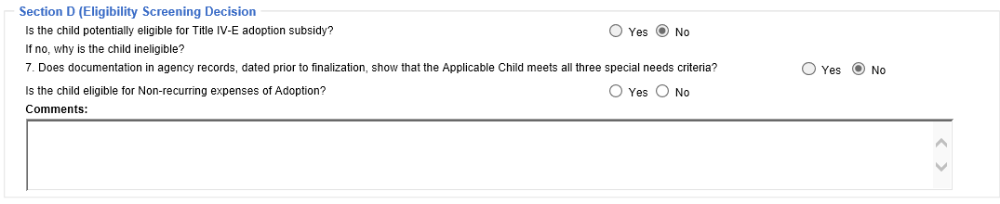 Section D (Eligibility Screening Decision
Is the child potentially eligible for Title IV-E adoption subsidy? Yes No
If no, why is the child ineligible?
7. Does documentation in agency records, dated prior to finalization, show that the Applicable Child meets all three special needs criteria? Yes No
Is the child eligible for Non-recurring expenses of Adoption? Yes No
Comments: